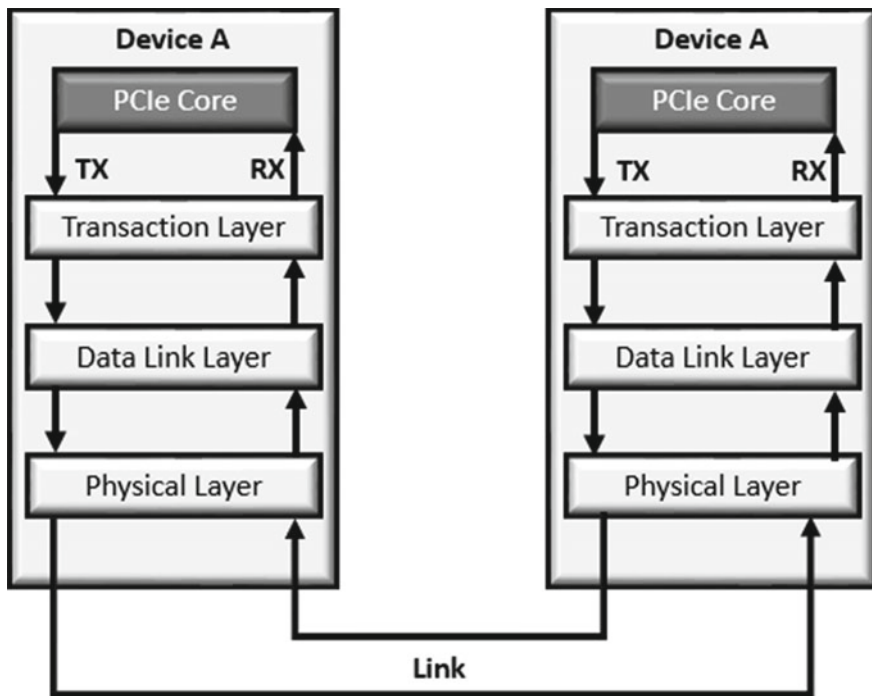 Device A
PCIe Core
TX
RX
Transaction Layer
Data Link Layer
Physical Layer
Device A
PCIe Core
TX
RX
Transaction Layer
Data Link Layer
Physical Layer
Link